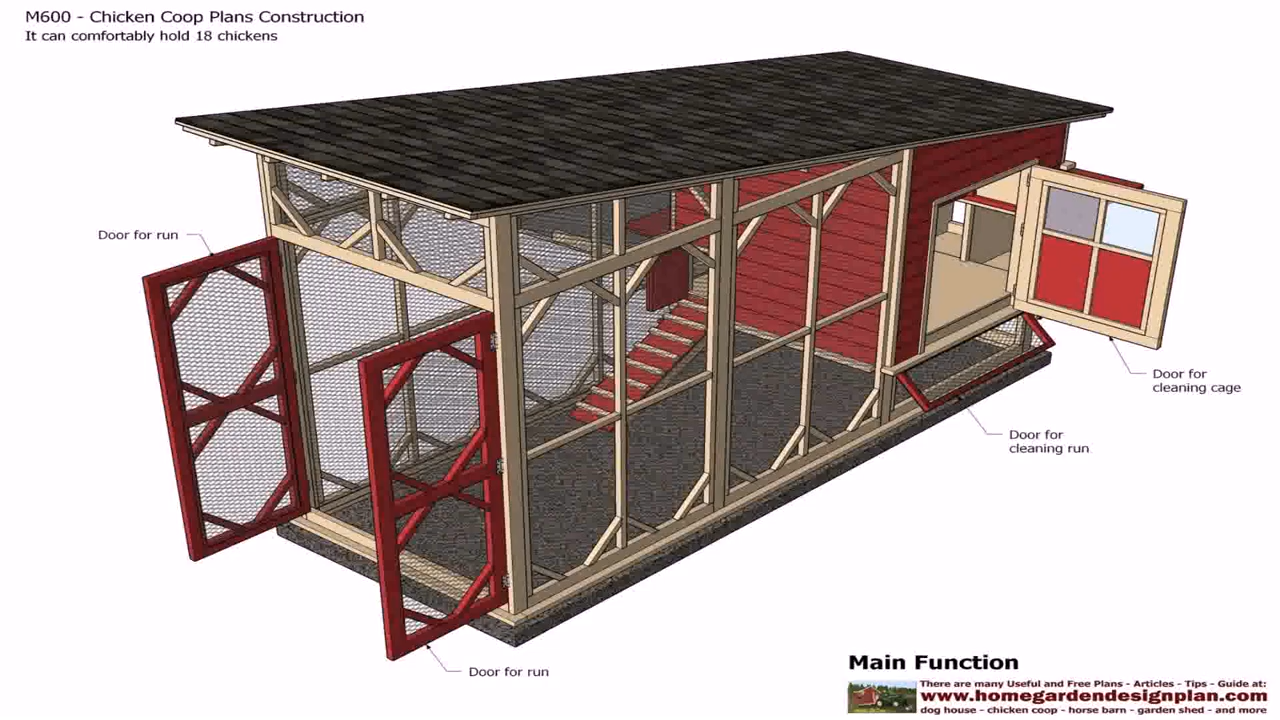 M600 - Chicken Coop Plans Construction
It can comfortably hold 18 chickens
Door for run
Door for
cleaning cage
Door for
cleaning run
Door for run
Main Function
There are many Useful and Free Plans - Articles - Tips - Guide at:
www.homegardendesignplan.com
dog house - chicken coop - horse barn - garden shed - and more